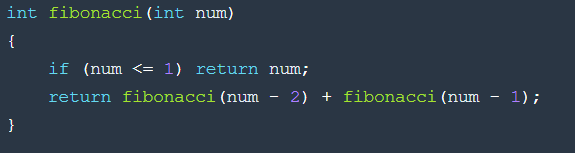 int fibonacci(int num)
{
    if (num <= 1) return num;
    return fibonacci(num - 2) + fibonacci(num - 1);
}